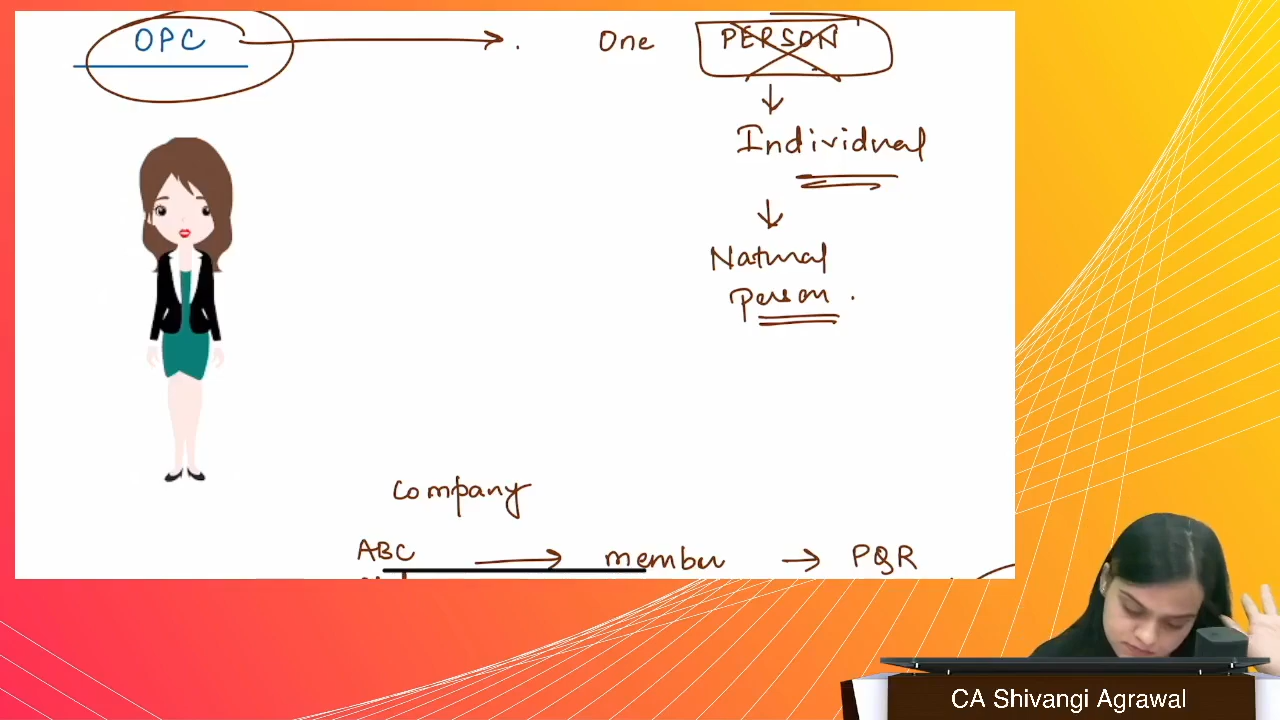 OPC → . One PERSON
↓
Individual
↓
Natural
Person .
Company
ABC → member → PQR
CA Shivangi Agrawal